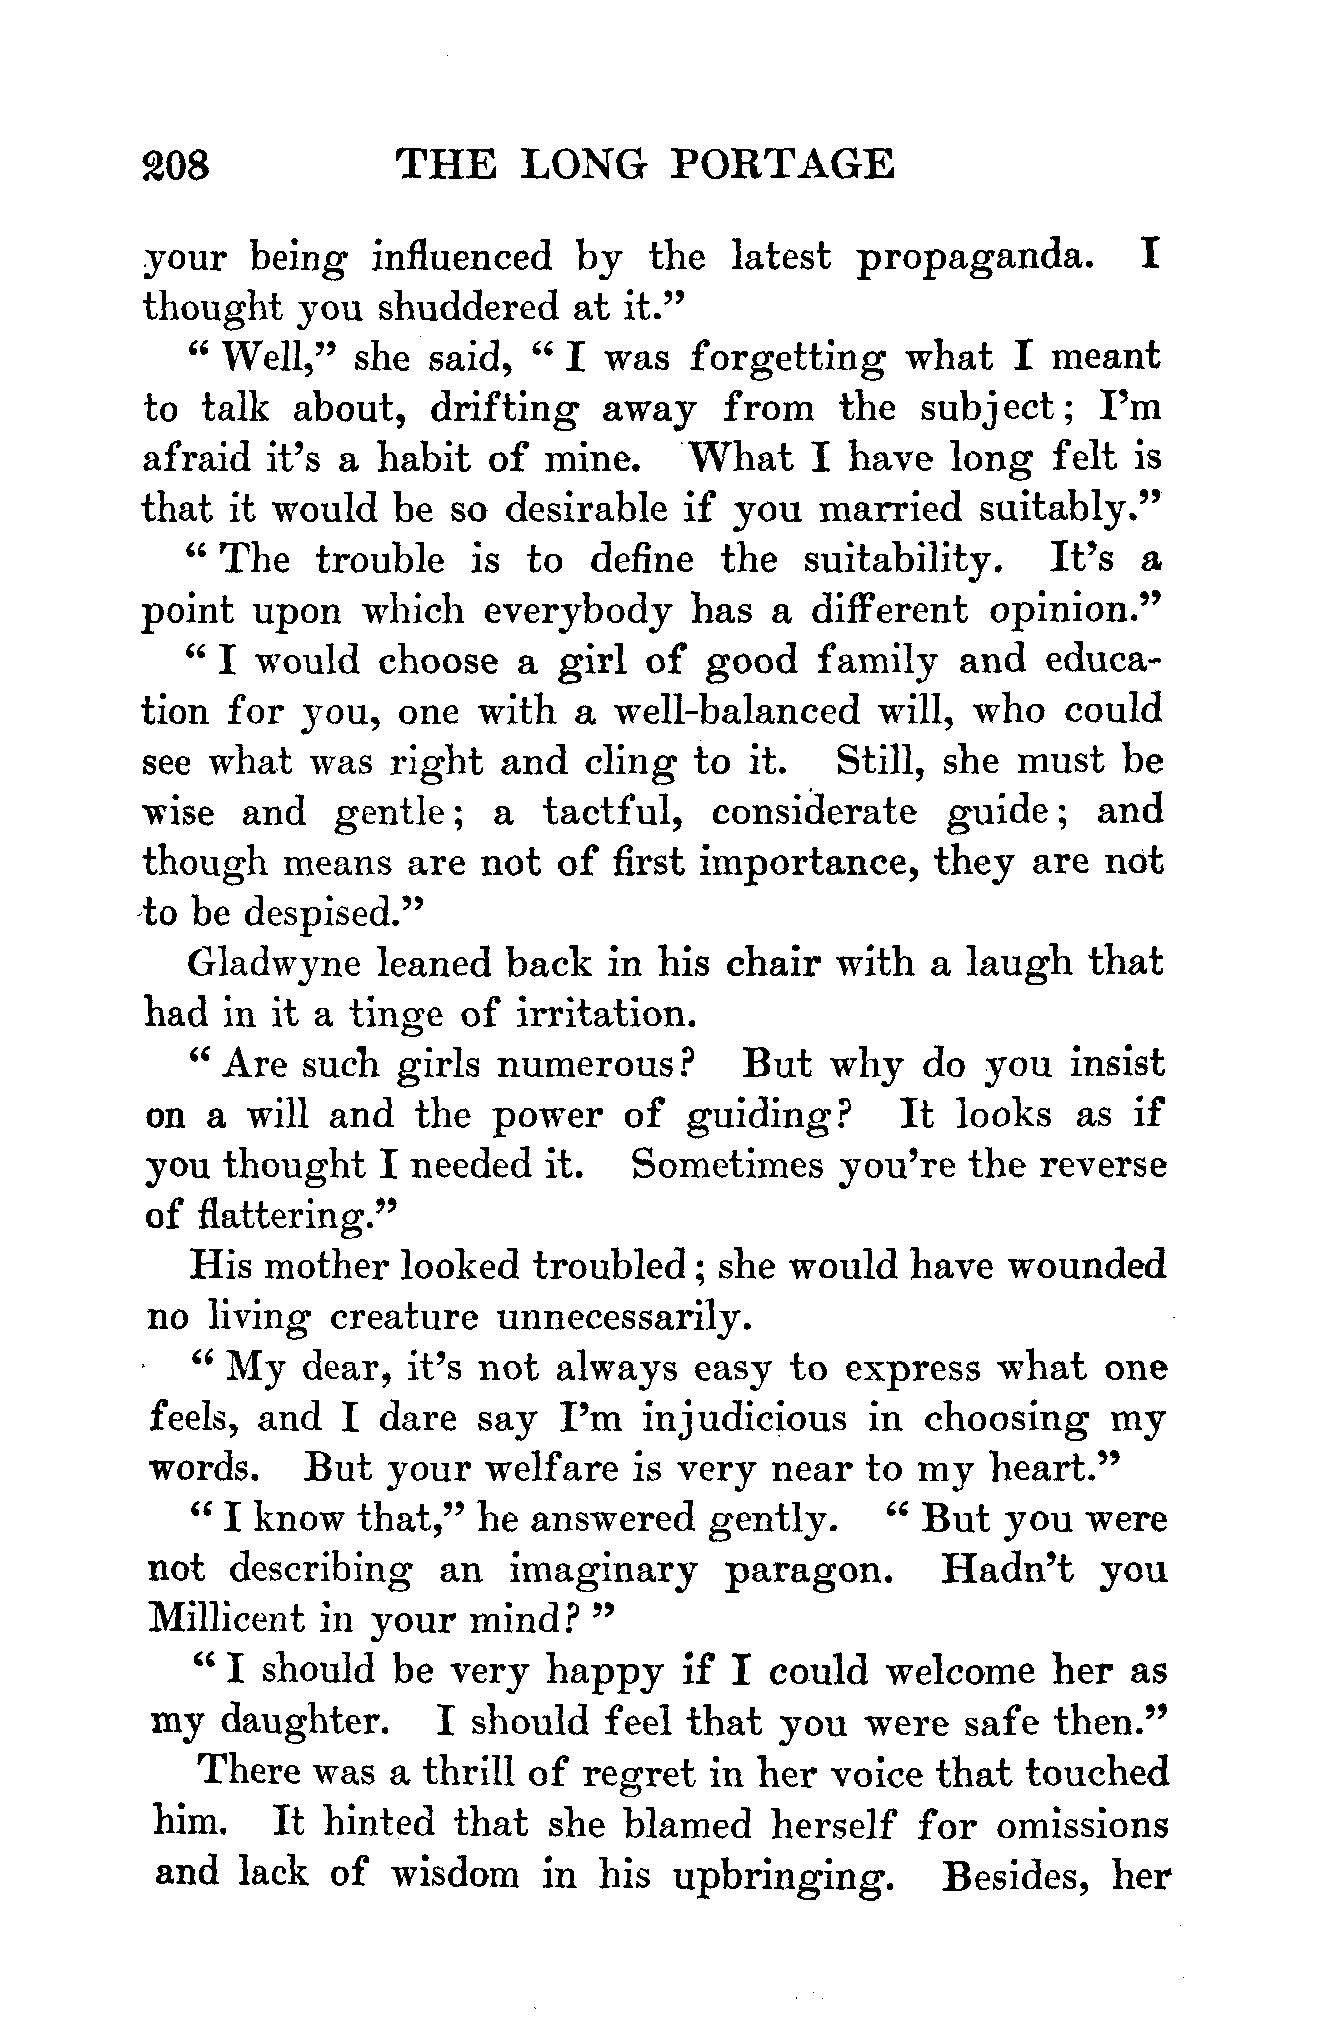 208 THE LONG PORTAGE
your being influenced by the latest propaganda. I
thought you shuddered at it.”
“ Well,” she said, “ I was forgetting what I meant
to talk about, drifting away from the subject; I’m
afraid it’s a habit of mine. What I have long felt is
that it would be so desirable if you married suitably.”
“ The trouble is to define the suitability. It’s a
point upon which everybody has a different opinion.”
“ I would choose a girl of good family and educa-
tion for you, one with a well-balanced will, who could
see what was right and cling to it. Still, she must be
wise and gentle; a tactful, considerate guide; and
though means are not of first importance, they are not
to be despised.”
Gladwyne leaned back in his chair with a laugh that
had in it a tinge of irritation.
“ Are such girls numerous? But why do you insist
on a will and the power of guiding? It looks as if
you thought I needed it. Sometimes you’re the reverse
of flattering.”
His mother looked troubled; she would have wounded
no living creature unnecessarily.
“ My dear, it’s not always easy to express what one
feels, and I dare say I’m injudicious in choosing my
words. But your welfare is very near to my heart.”
“ I know that,” he answered gently. “ But you were
not describing an imaginary paragon. Hadn’t you
Millicent in your mind? ”
“ I should be very happy if I could welcome her as
my daughter. I should feel that you were safe then.”
There was a thrill of regret in her voice that touched
him. It hinted that she blamed herself for omissions
and lack of wisdom in his upbringing. Besides, her